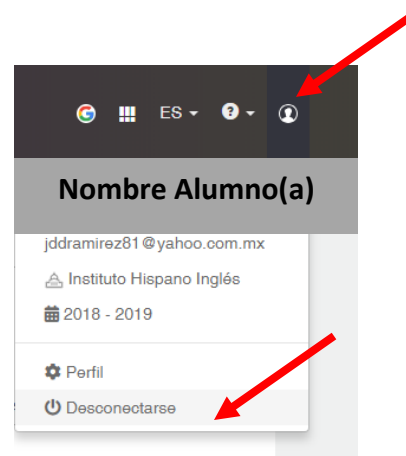 ES
Nombre Alumno(a)
jddramirez81@yahoo.com.mx
Instituto Hispano Inglés
2018 - 2019
Perfil
Desconectarse